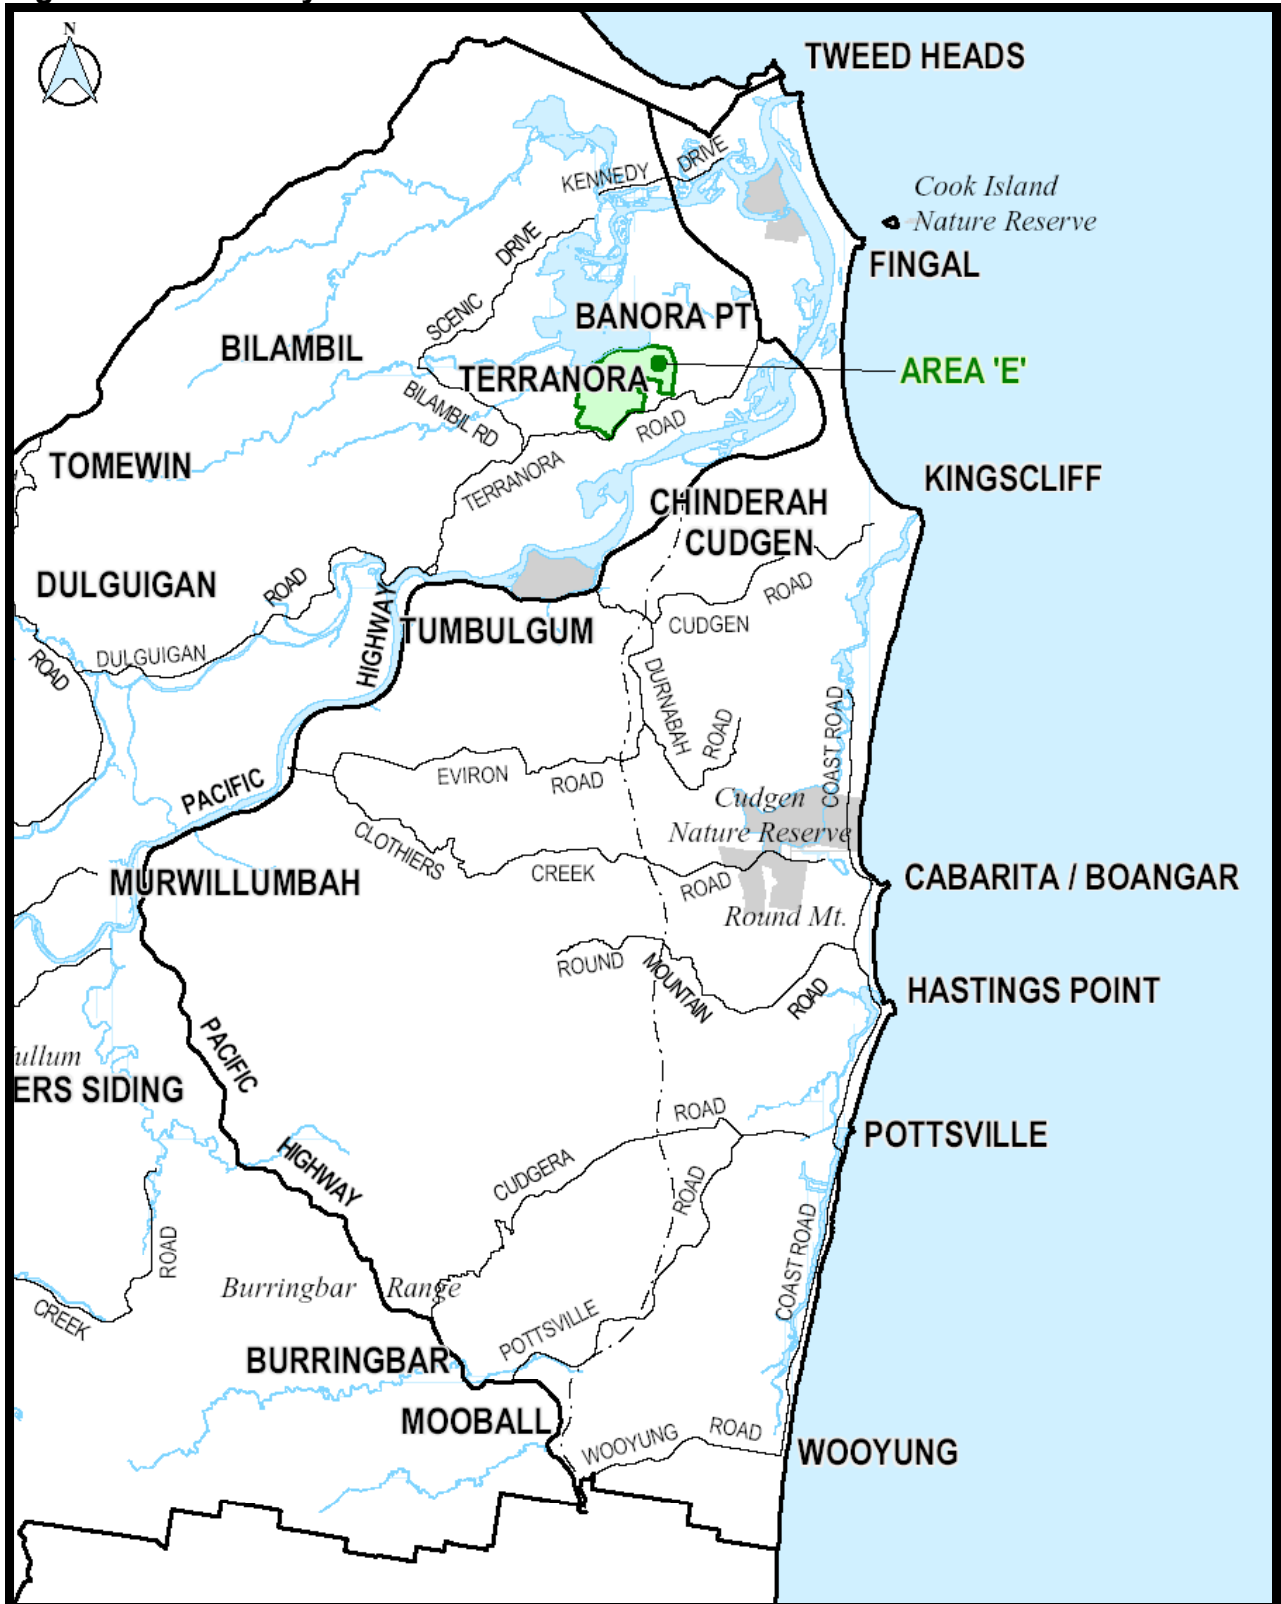 N
TWEED HEADS
KENNEDY DRIVE
Cook Island
Nature Reserve
FINGAL
SCENIC DRIVE
BANORA PT
BILAMBIL
TERRANORA
AREA 'E'
BILAMBIL RD
TERRANORA ROAD
TOMEWIN
KINGSCLIFF
CHINDERAH
CUDGEN
DULGUIGAN
ROAD
HIGHWAY
TUMBULGUM
CUDGEN ROAD
DULGUIGAN
ROAD
DURNABAH ROAD
COAST ROAD
PACIFIC
EVIRON ROAD
Cudgen
Nature Reserve
CLOTHIERS CREEK ROAD
MURWILLUMBAH
CABARITA / BOANGAR
Round Mt.
ROUND MOUNTAIN ROAD
HASTINGS POINT
PACIFIC
ullum
ERS SIDING
ROAD
POTTSVILLE
HIGHWAY
CUDGERA
ROAD
ROAD
COAST ROAD
Burringbar Range
CREEK
POTTSVILLE
BURRINGBAR
MOOBALL
WOOYUNG ROAD
WOOYUNG